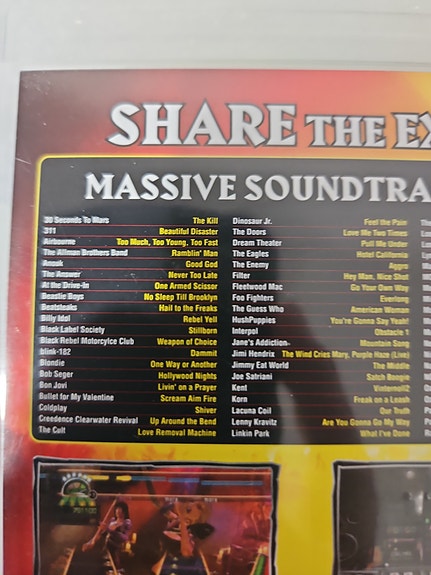 SHARE THE EX
MASSIVE SOUNDTRA
30 Seconds To Mars The Kill
311 Beautiful Disaster
Airbourne Too Much, Too Young, Too Fast
The Allman Brothers Band Ramblin' Man
Anouk Good God
The Answer Never Too Late
At the Drive-In One Armed Scissor
Beastie Boys No Sleep Till Brooklyn
Beatsteaks Hail to the Freaks
Billy Idol Rebel Yell
Black Label Society Stillborn
Black Rebel Motorcylce Club Weapon of Choice
blink-182 Dammit
Blondie One Way or Another
Bob Seger Hollywood Nights
Bon Jovi Livin' on a Prayer
Bullet for My Valentine Scream Aim Fire
Coldplay Shiver
Creedence Clearwater Revival Up Around the Bend
The Cult Love Removal Machine
Dinosaur Jr. Feel the Pain
The Doors Love Me Two Times
Dream Theater Pull Me Under
The Eagles Hotel California
The Enemy Aggro
Filter Hey Man, Nice Shot
Fleetwood Mac Go Your Own Way
Foo Fighters Everlong
The Guess Who American Woman
HushPuppies You're Gonna Say Yeah!
Interpol Obstacle 1
Jane's Addiction Mountain Song
Jimi Hendrix The Wind Cries Mary, Purple Haze (Live)
Jimmy Eat World The Middle
Joe Satriani Satch Boogie
Kent Vinternoll2
Korn Freak on a Leash
Lacuna Coil Our Truth
Lenny Kravitz Are You Gonna Go My Way
Linkin Park What I've Done